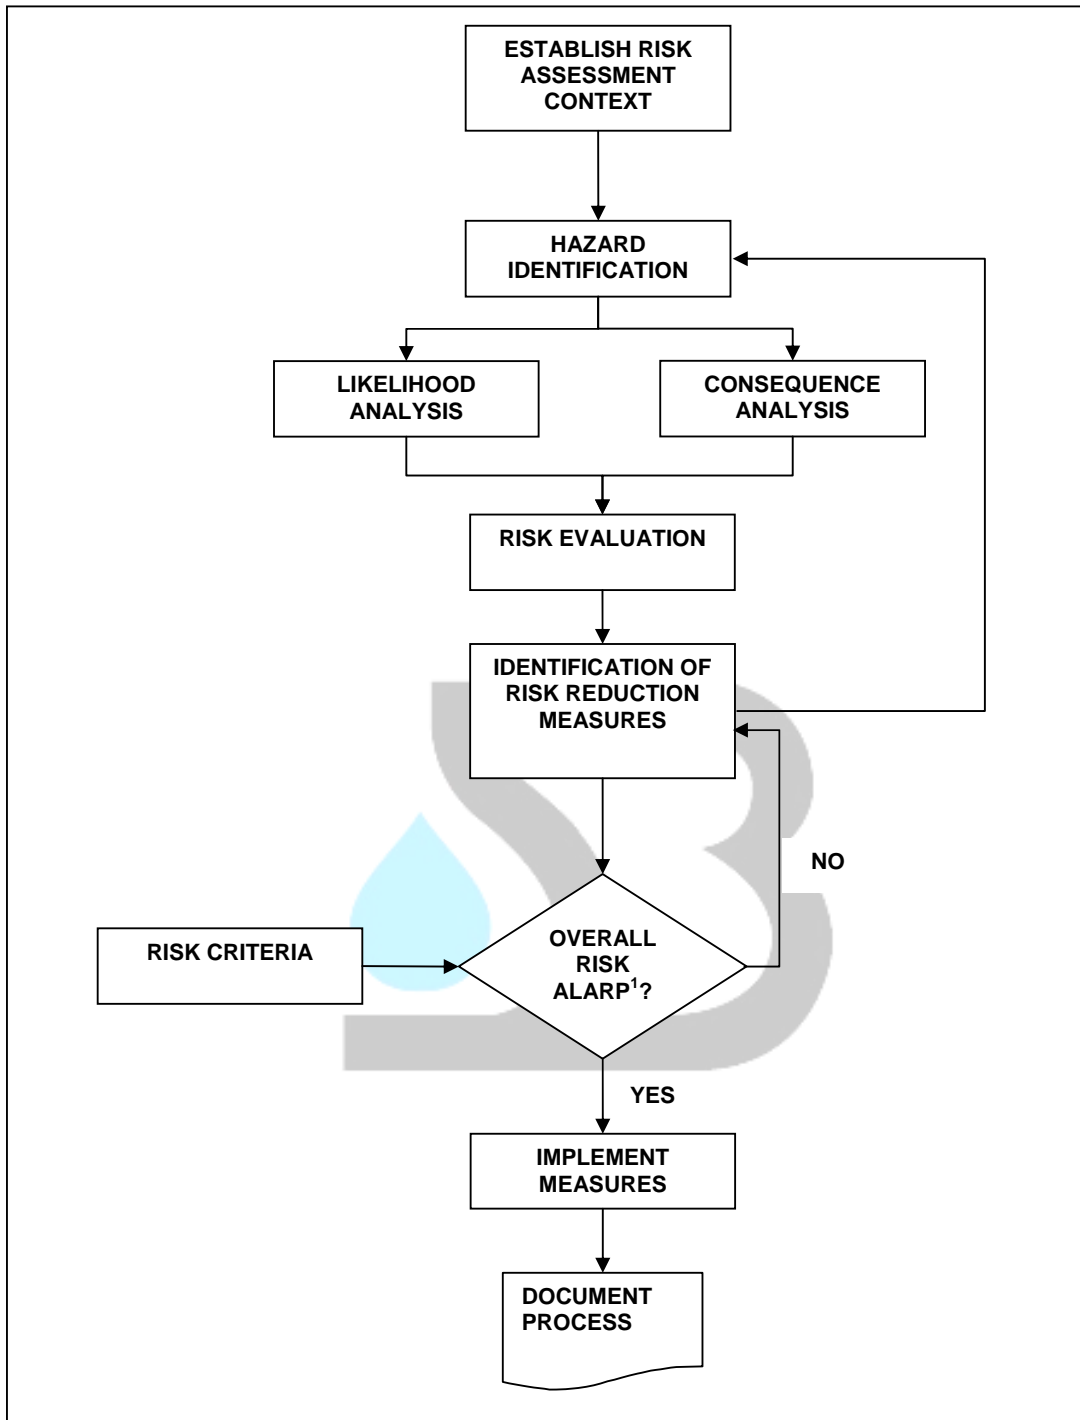 ESTABLISH RISK
ASSESSMENT
CONTEXT
HAZARD
IDENTIFICATION
LIKELIHOOD
ANALYSIS
CONSEQUENCE
ANALYSIS
RISK EVALUATION
IDENTIFICATION OF
RISK REDUCTION
MEASURES
NO
RISK CRITERIA
OVERALL
RISK
ALARP¹?
YES
IMPLEMENT
MEASURES
DOCUMENT
PROCESS